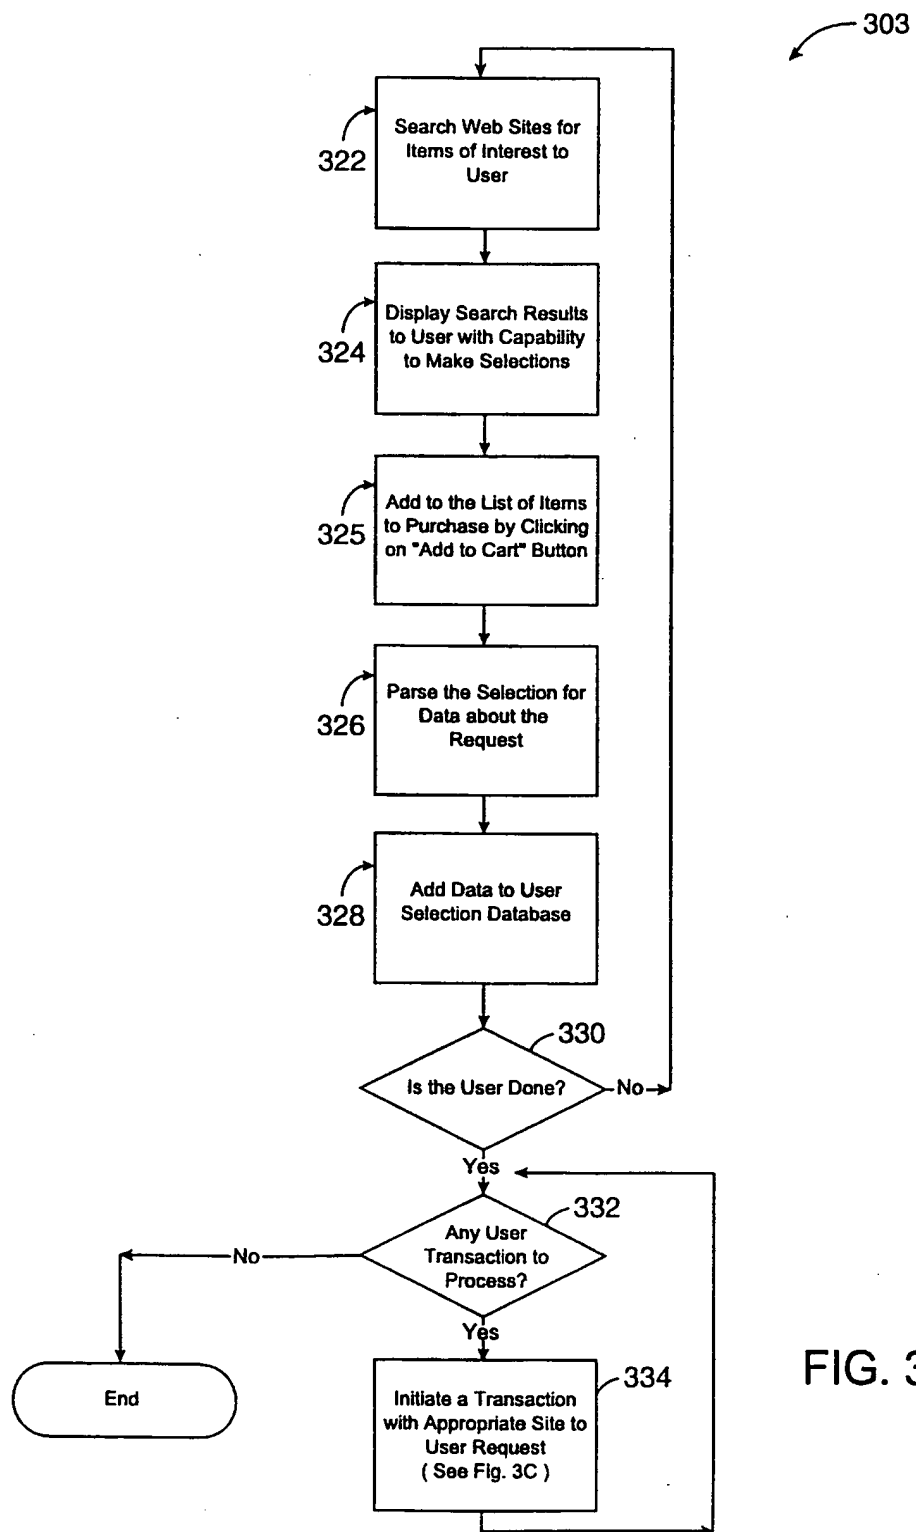 303
322
Search Web Sites for
Items of Interest to
User
324
Display Search Results
to User with Capability
to Make Selections
325
Add to the List of Items
to Purchase by Clicking
on "Add to Cart" Button
326
Parse the Selection for
Data about the
Request
328
Add Data to User
Selection Database
330
Is the User Done?
No
Yes
332
Any User
Transaction to
Process?
No
Yes
End
334
Initiate a Transaction
with Appropriate Site to
User Request
( See Fig. 3C )
FIG. 3